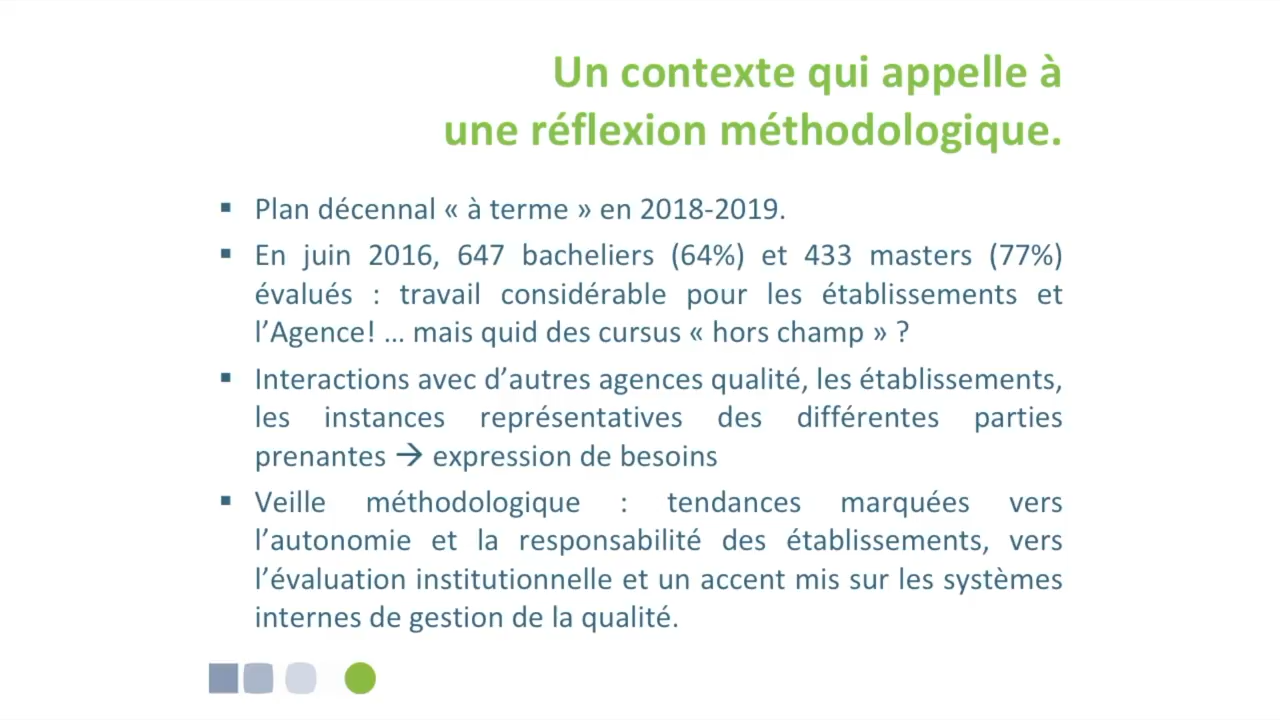 Un contexte qui appelle à
une réflexion méthodologique.
▪ Plan décennal « à terme » en 2018-2019.
▪ En juin 2016, 647 bacheliers (64%) et 433 masters (77%)
évalués : travail considérable pour les établissements et
l’Agence! … mais quid des cursus « hors champ » ?
▪ Interactions avec d’autres agences qualité, les établissements,
les instances représentatives des différentes parties
prenantes → expression de besoins
▪ Veille méthodologique : tendances marquées vers
l’autonomie et la responsabilité des établissements, vers
l’évaluation institutionnelle et un accent mis sur les systèmes
internes de gestion de la qualité.